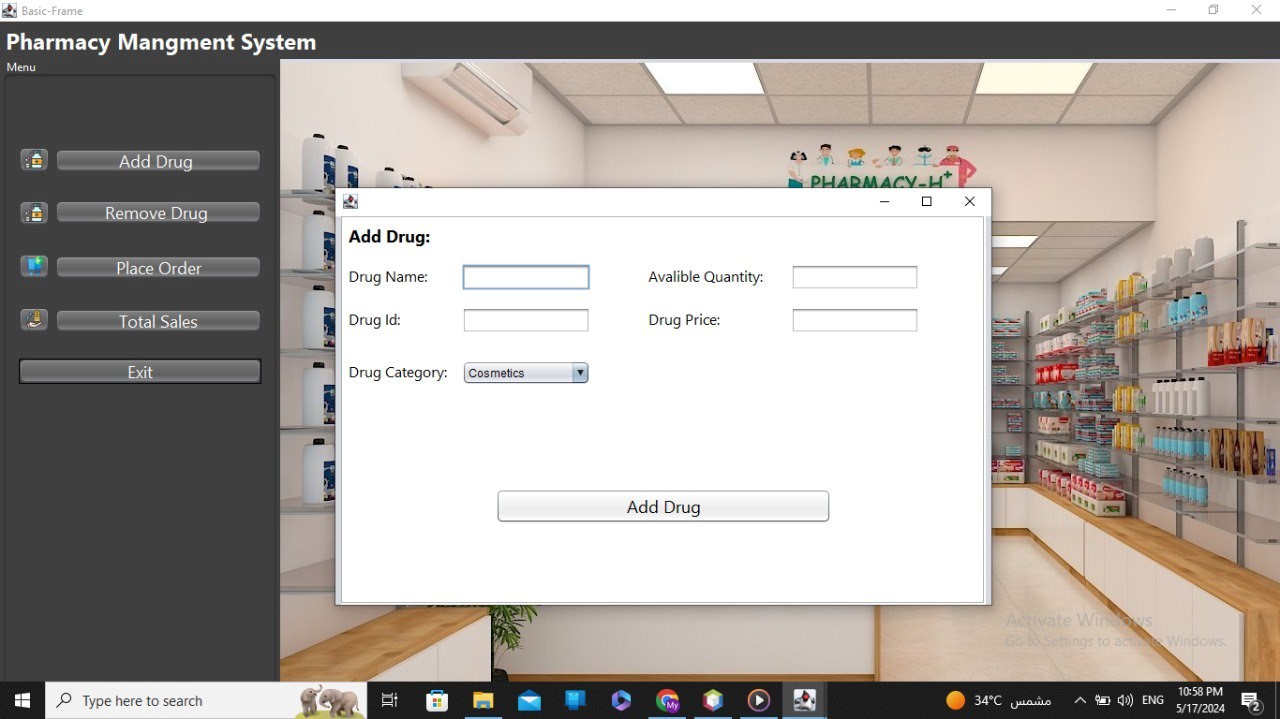 Basic-Frame
Pharmacy Mangment System
Menu
Add Drug
Remove Drug
Place Order
Total Sales
Exit
PHARMACY-H+
Add Drug:
Drug Name:
Avalible Quantity:
Drug Id:
Drug Price:
Drug Category:
Cosmetics
Add Drug
Activate Windows
Go to Settings to activate Windows.
Type here to search
My
34°C مشمس
ENG
10:58 PM
5/17/2024
2